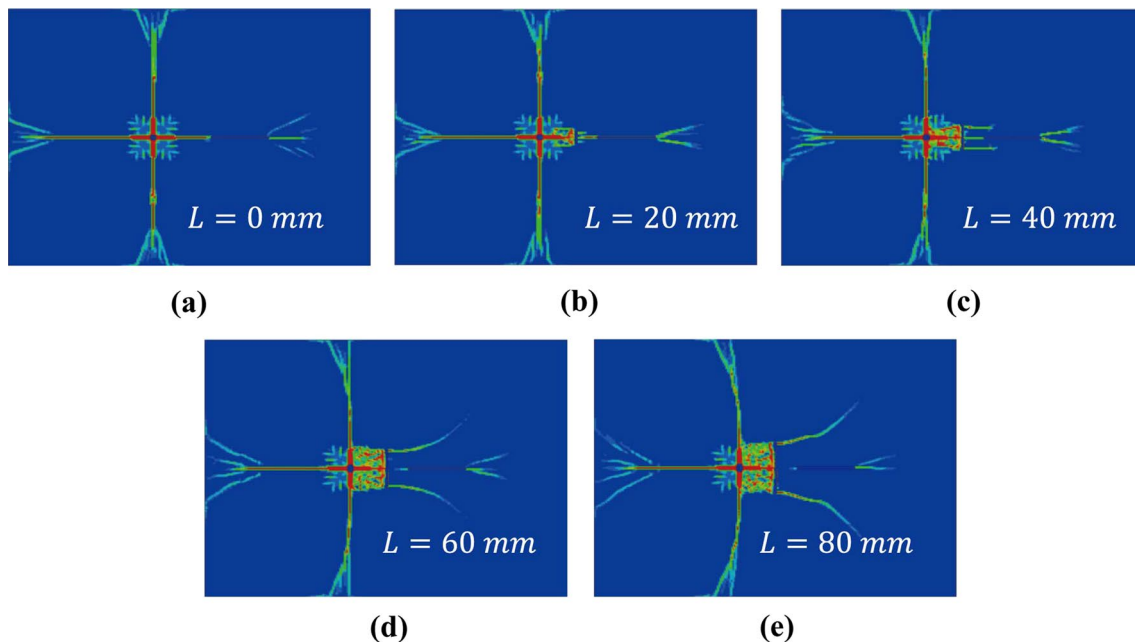 L = 0 mm
L = 20 mm
L = 40 mm
(a)
(b)
(c)
L = 60 mm
L = 80 mm
(d)
(e)